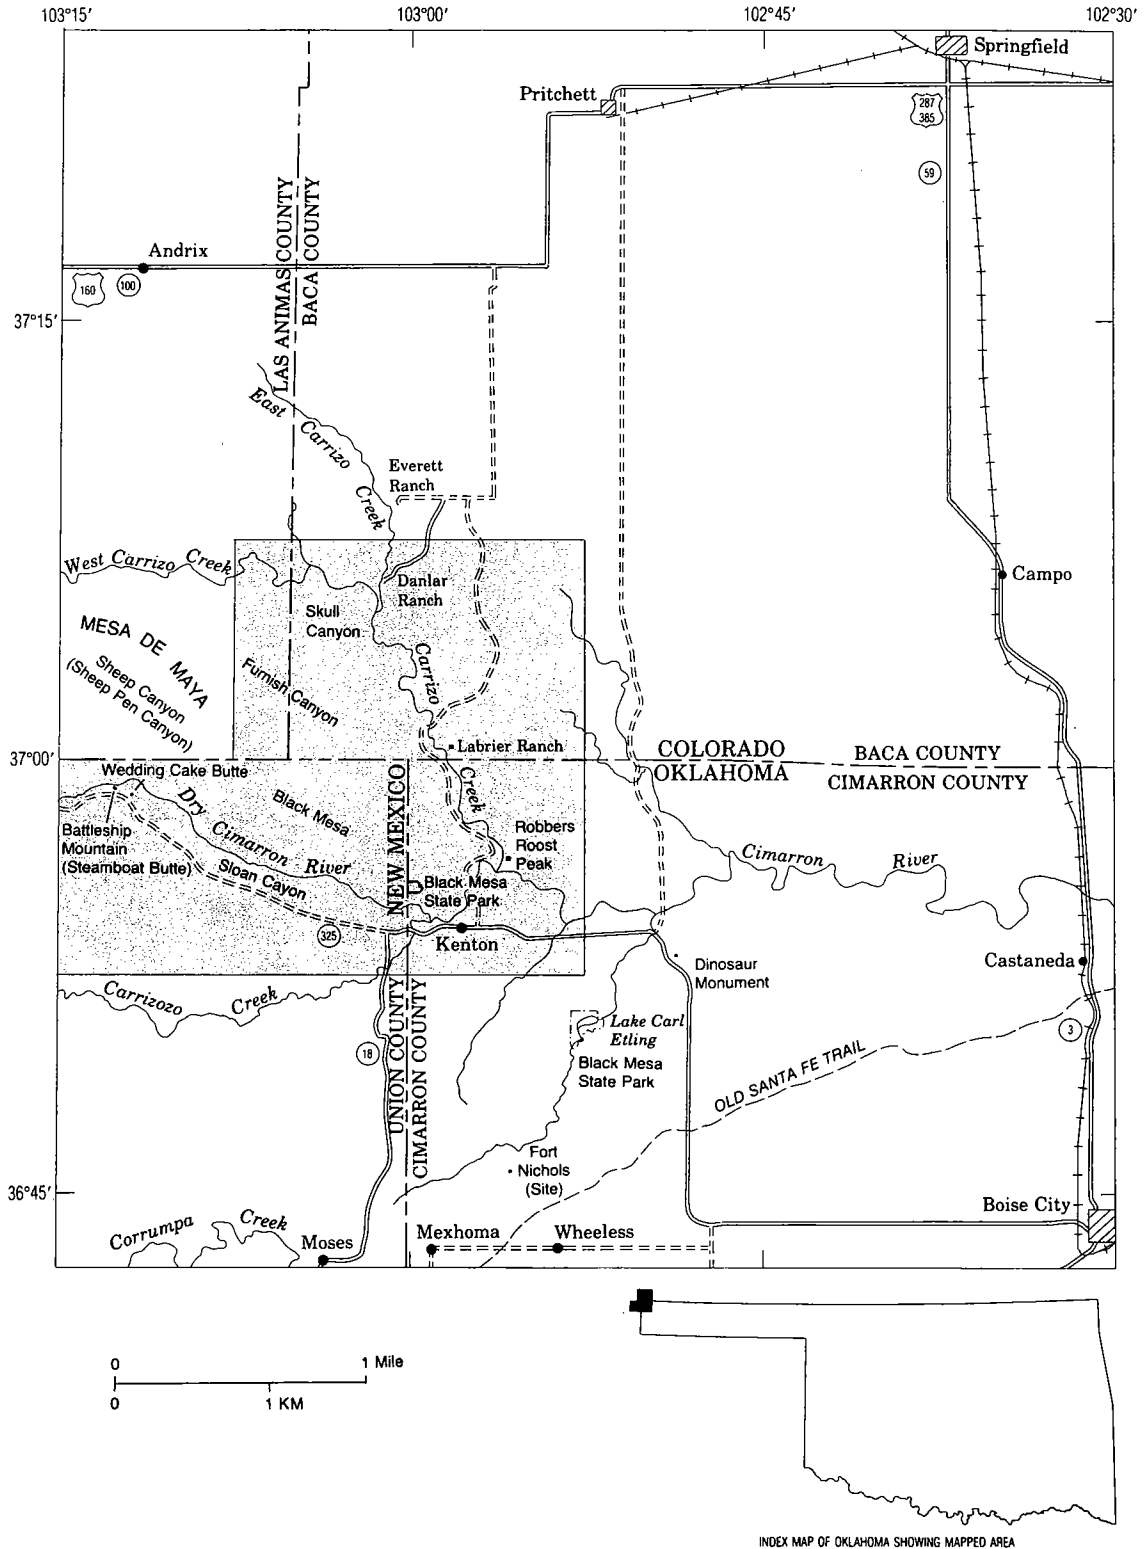 103°15′
103°00′
102°45′
102°30′
Springfield
Pritchett
287
385
59
LAS ANIMAS COUNTY
BACA COUNTY
Andrix
160
100
37°15′
East Carrizo Creek
Everett
Ranch
West Carrizo Creek
Danlar
Ranch
Campo
Skull
Canyon
MESA DE MAYA
Sheep Canyon
(Sheep Pen Canyon)
Furnish Canyon
Carrizo Creek
Labrier Ranch
37°00′
COLORADO
OKLAHOMA
BACA COUNTY
CIMARRON COUNTY
Wedding Cake Butte
Dry Cimarron River
Black Mesa
NEW MEXICO
Battleship
Mountain
(Steamboat Butte)
Sloan Cayon
Robbers
Roost
Peak
Cimarron River
Black Mesa
State Park
325
Kenton
Castaneda
Dinosaur
Monument
Carrizozo Creek
UNION COUNTY
CIMARRON COUNTY
Lake Carl
Etling
Black Mesa
State Park
18
3
OLD SANTA FE TRAIL
Fort
Nichols
(Site)
36°45′
Boise City
Corrumpa Creek
Moses
Mexhoma
Wheeless
0
1 Mile
0
1 KM
INDEX MAP OF OKLAHOMA SHOWING MAPPED AREA